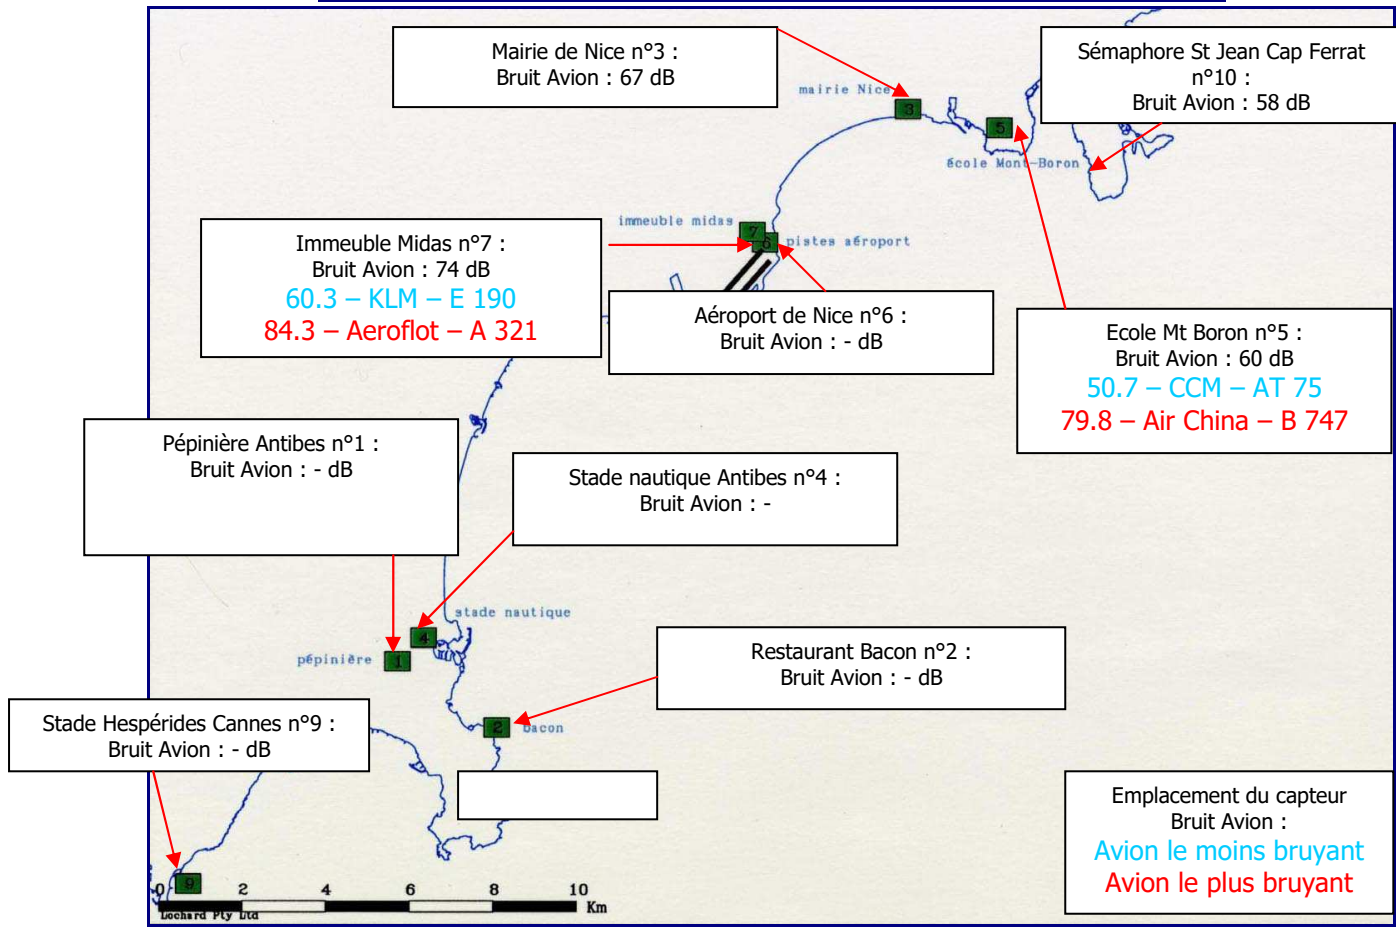 Mairie de Nice n°3 :
Bruit Avion : 67 dB
Sémaphore St Jean Cap Ferrat
n°10 :
Bruit Avion : 58 dB
mairie Nice
3
5
école Mont-Boron
immeuble midas
7
6
pistes aéroport
Immeuble Midas n°7 :
Bruit Avion : 74 dB
60.3 – KLM – E 190
84.3 – Aeroflot – A 321
Aéroport de Nice n°6 :
Bruit Avion : - dB
Ecole Mt Boron n°5 :
Bruit Avion : 60 dB
50.7 – CCM – AT 75
79.8 – Air China – B 747
Pépinière Antibes n°1 :
Bruit Avion : - dB
Stade nautique Antibes n°4 :
Bruit Avion : -
stade nautique
4
pépinière
1
Restaurant Bacon n°2 :
Bruit Avion : - dB
2
bacon
Stade Hespérides Cannes n°9 :
Bruit Avion : - dB
9
Emplacement du capteur
Bruit Avion :
Avion le moins bruyant
Avion le plus bruyant
0 2 4 6 8 10
Km
Lochard Pty Ltd